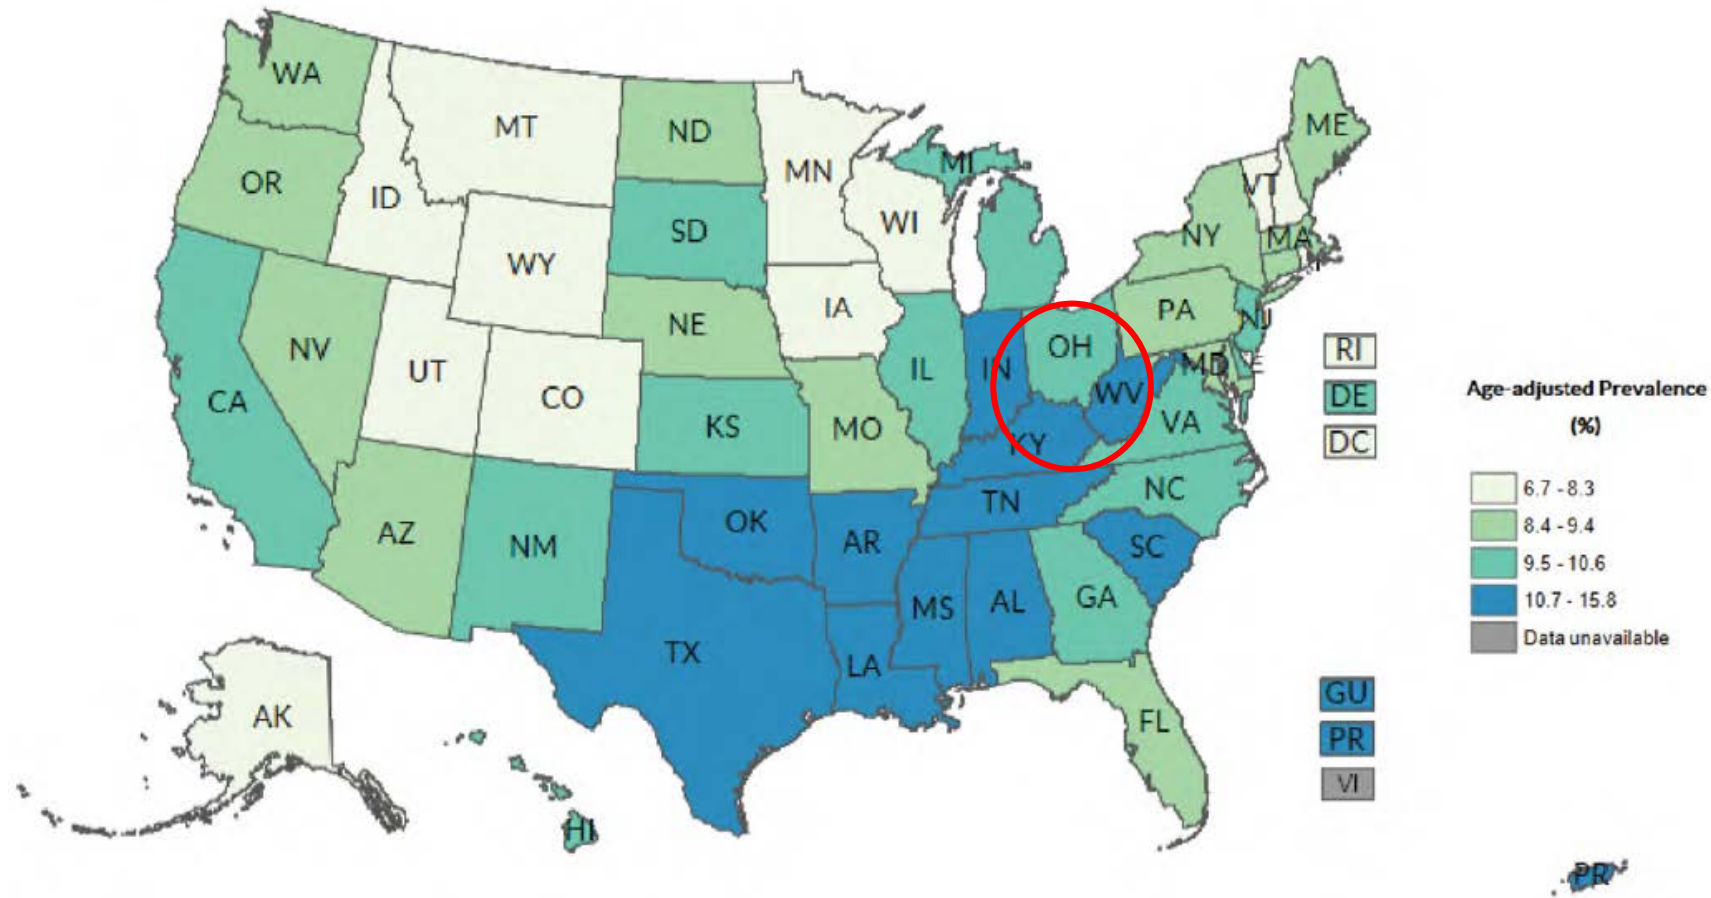 WA
MT
ND
ME
MN
MI
OR
ID
VT
SD
WI
NY
MA
WY
IA
PA
NE
NJ
OH
NV
UT
IL
IN
MD
RI
CO
WV
CA
KS
MO
VA
DE
KY
DC
Age-adjusted Prevalence
(%)
6.7 - 8.3
8.4 - 9.4
9.5 - 10.6
10.7 - 15.8
Data unavailable
NC
TN
OK
AZ
NM
AR
SC
MS
AL
GA
TX
LA
AK
FL
GU
PR
VI
HI
PR